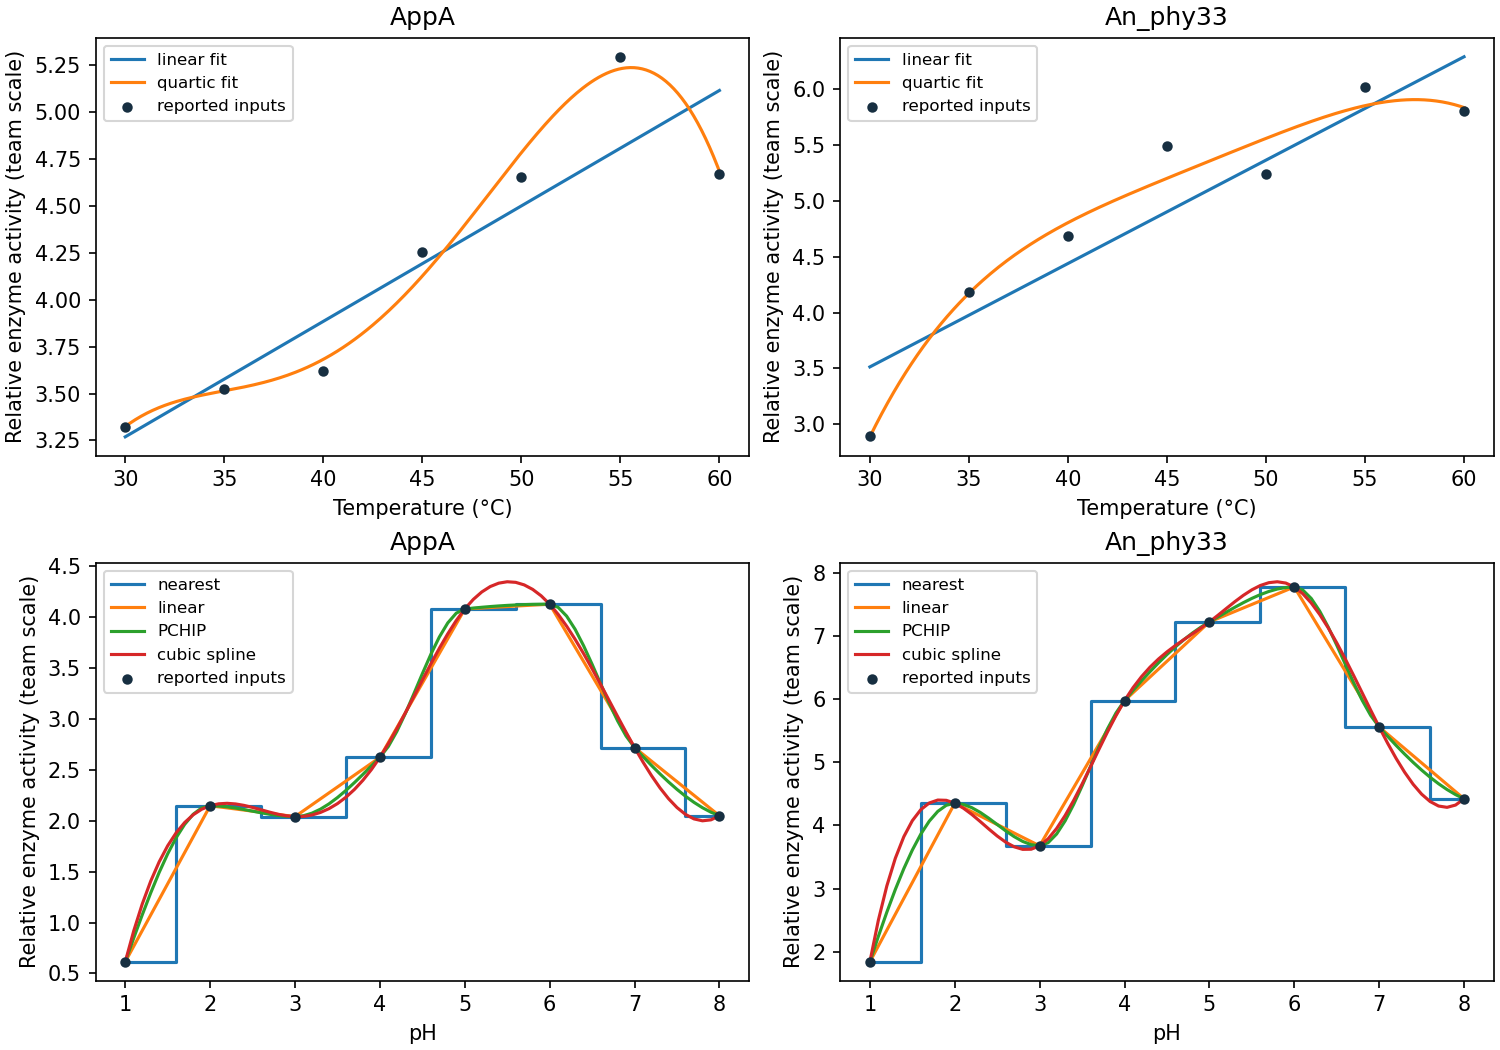 AppA
Relative enzyme activity (team scale)
5.25
5.00
4.75
4.50
4.25
4.00
3.75
3.50
3.25
linear fit
quartic fit
reported inputs
30 35 40 45 50 55 60
Temperature (°C)
An_phy33
Relative enzyme activity (team scale)
6.0
5.5
5.0
4.5
4.0
3.5
3.0
linear fit
quartic fit
reported inputs
30 35 40 45 50 55 60
Temperature (°C)
AppA
Relative enzyme activity (team scale)
4.5
4.0
3.5
3.0
2.5
2.0
1.5
1.0
0.5
nearest
linear
PCHIP
cubic spline
reported inputs
1 2 3 4 5 6 7 8
pH
An_phy33
Relative enzyme activity (team scale)
8
7
6
5
4
3
2
nearest
linear
PCHIP
cubic spline
reported inputs
1 2 3 4 5 6 7 8
pH